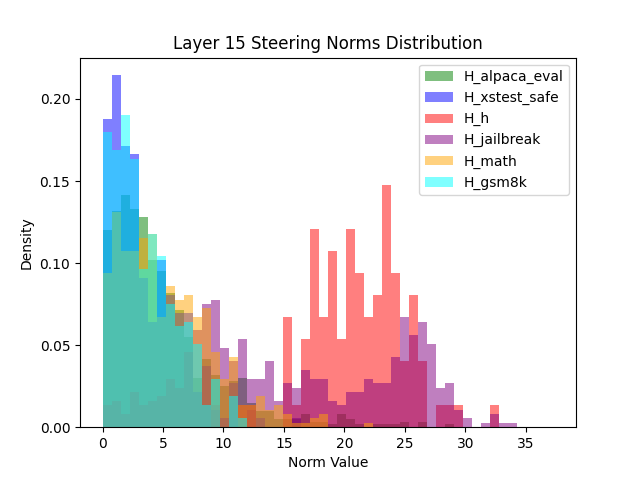 Layer 15 Steering Norms Distribution
H_alpaca_eval
H_xstest_safe
H_h
H_jailbreak
H_math
H_gsm8k
Density
0.20
0.15
0.10
0.05
0.00
0
5
10
15
20
25
30
35
Norm Value